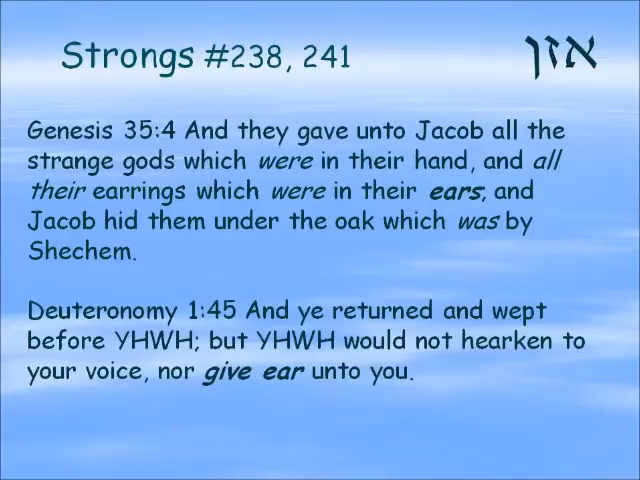 Strongs #238, 241 אזן
Genesis 35:4 And they gave unto Jacob all the
strange gods which were in their hand, and all
their earrings which were in their ears; and
Jacob hid them under the oak which was by
Shechem.
Deuteronomy 1:45 And ye returned and wept
before YHWH; but YHWH would not hearken to
your voice, nor give ear unto you.